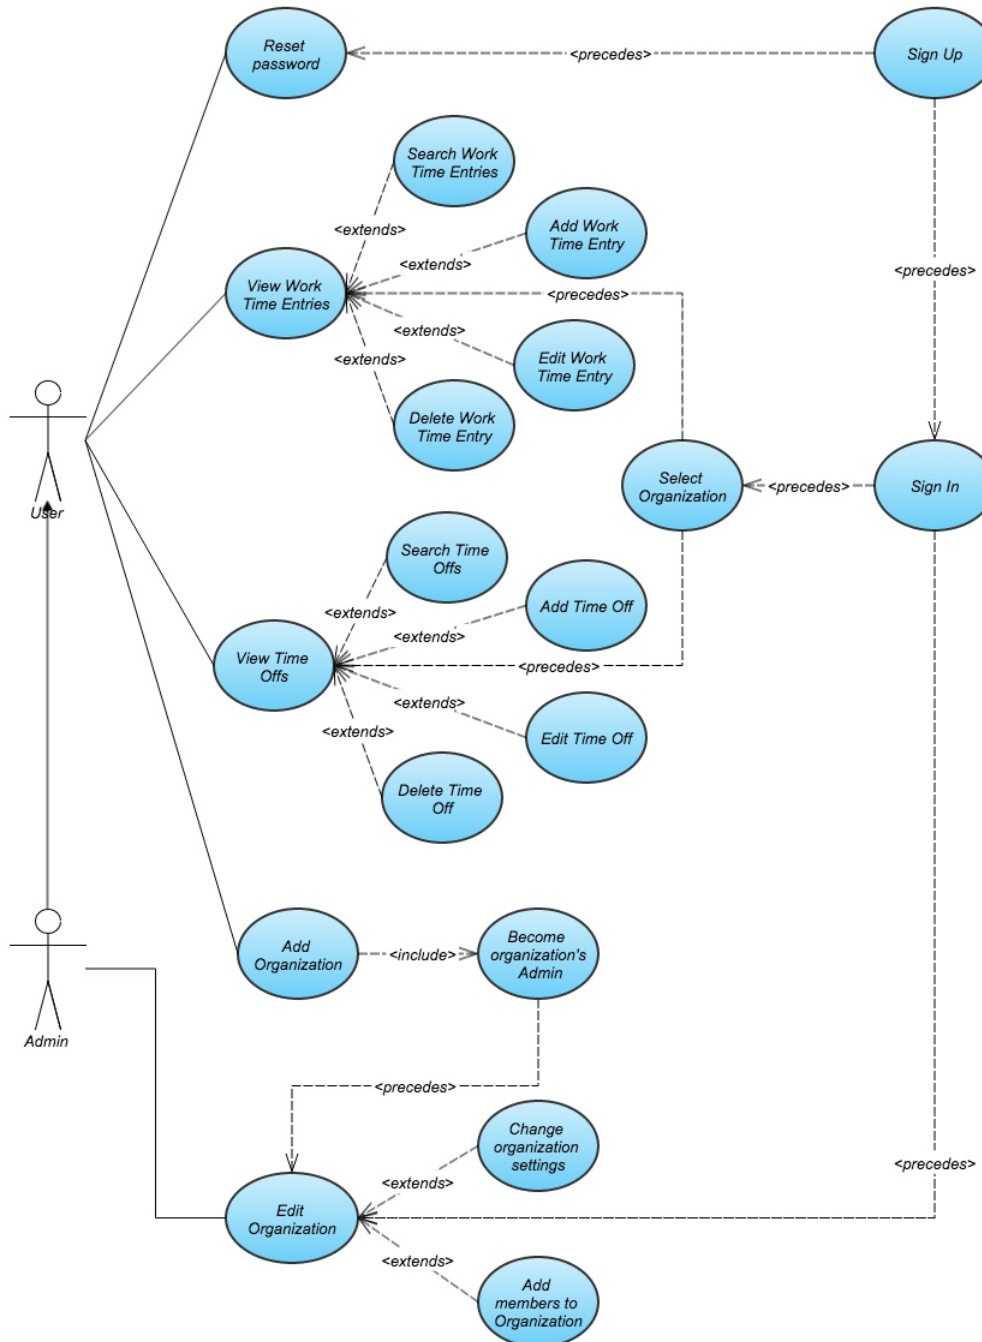 Reset
password
<precedes>
Sign Up
Search Work
Time Entries
<extends>
Add Work
Time Entry
<extends>
<precedes>
View Work
Time Entries
<precedes>
<extends>
Edit Work
Time Entry
<extends>
Delete Work
Time Entry
User
Select
Organization
<precedes>
Sign In
Search Time
Offs
<extends>
Add Time Off
<extends>
View Time
Offs
<precedes>
<extends>
Edit Time Off
<extends>
Delete Time
Off
Add
Organization
<include>
Become
organization's
Admin
Admin
<precedes>
Change
organization
settings
<precedes>
<extends>
Edit
Organization
<extends>
Add
members to
Organization